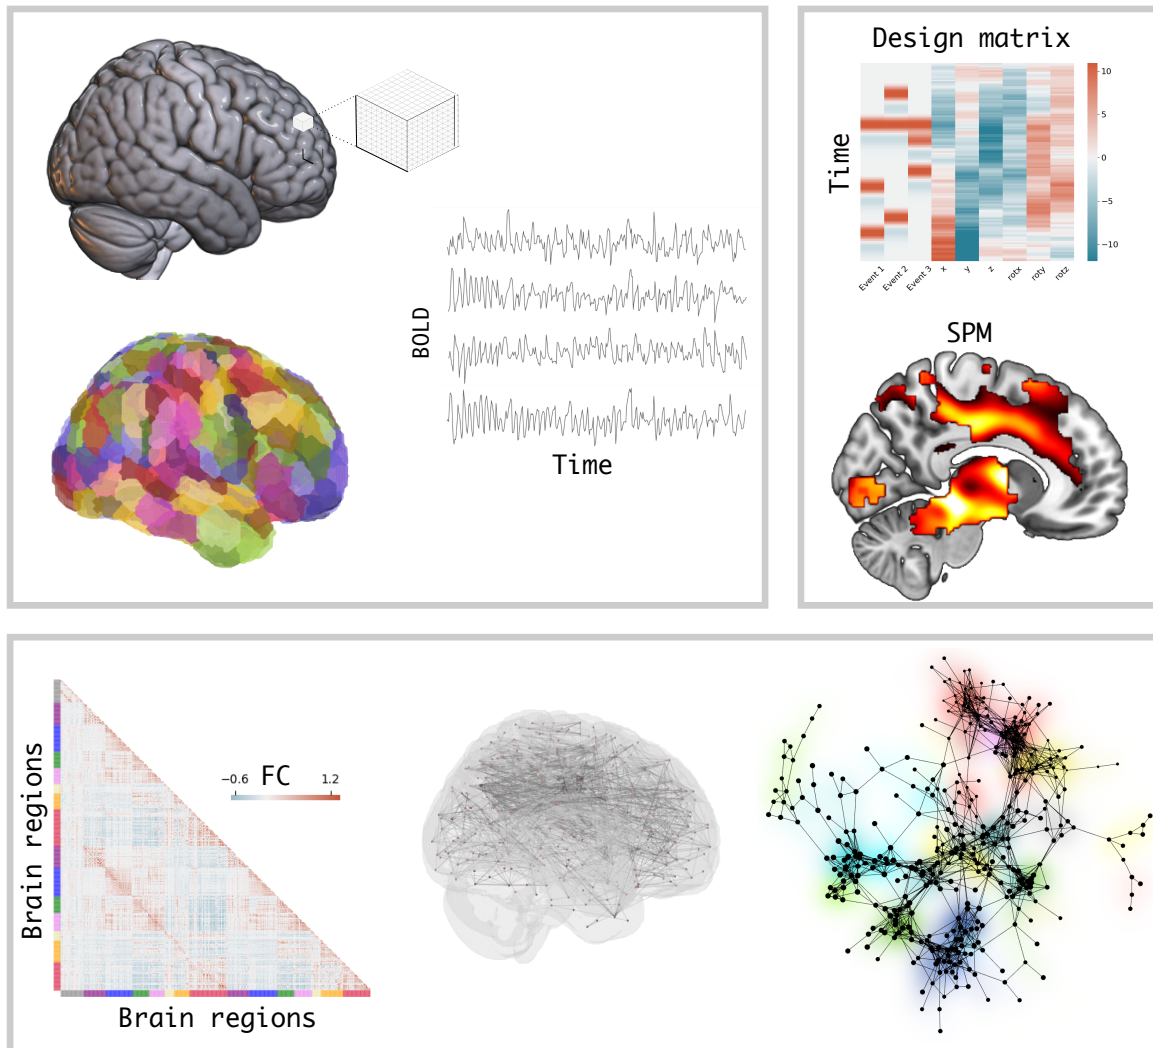 BOLD
Time
Design matrix
Time
10
5
0
−5
−10
Event 1
Event 2
Event 3
x
y
z
rotx
roty
rotz
SPM
Brain regions
−0.6 FC 1.2
Brain regions